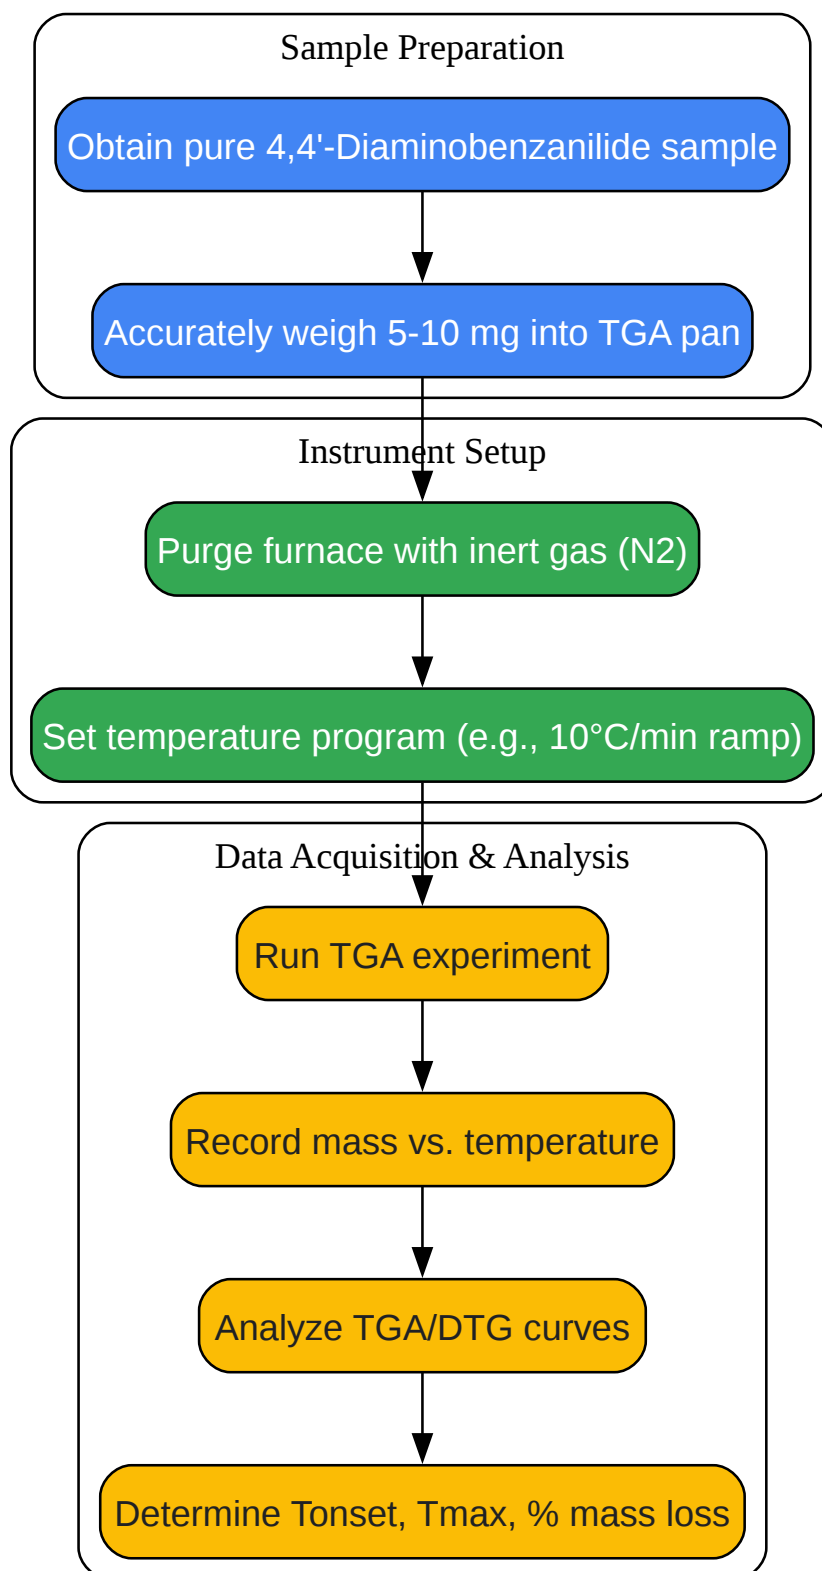 Sample Preparation
Obtain pure 4,4'-Diaminobenzanilide sample
Accurately weigh 5-10 mg into TGA pan
Instrument Setup
Purge furnace with inert gas (N2)
Set temperature program (e.g., 10°C/min ramp)
Data Acquisition & Analysis
Run TGA experiment
Record mass vs. temperature
Analyze TGA/DTG curves
Determine Tonset, Tmax, % mass loss